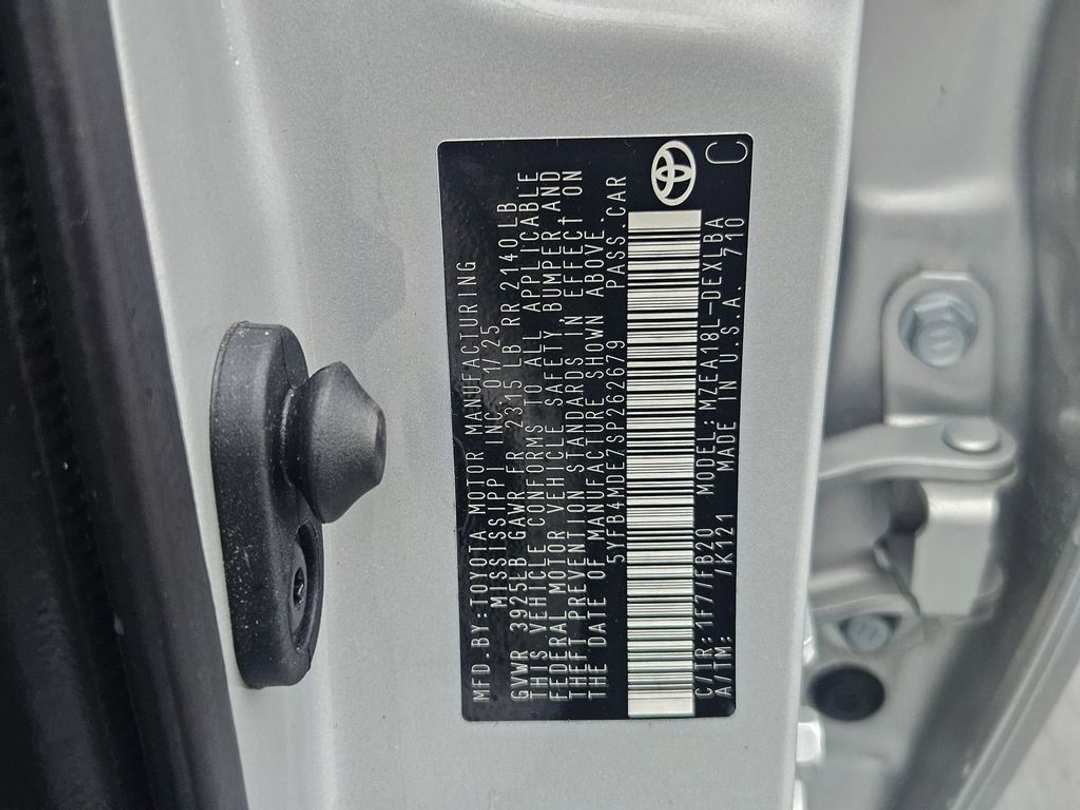 MFD.BY:TOYOTA MOTOR MANUFACTURING
MISSISSIPPI INC. 01/25
GVWR 3925LB GAWR FR 2315 LB RR 2140 LB
THIS VEHICLE CONFORMS TO ALL APPLICABLE
FEDERAL MOTOR VEHICLE SAFETY, BUMPER, AND
THEFT PREVENTION STANDARDS IN EFFECT ON
THE DATE OF MANUFACTURE SHOWN ABOVE.
5YFB4MDE7SP262679 PASS.CAR
C/TR:1F7/FB20 MODEL:MZEA18L-DEXLBA
A/TM: /K121 MADE IN U.S.A. 710
C